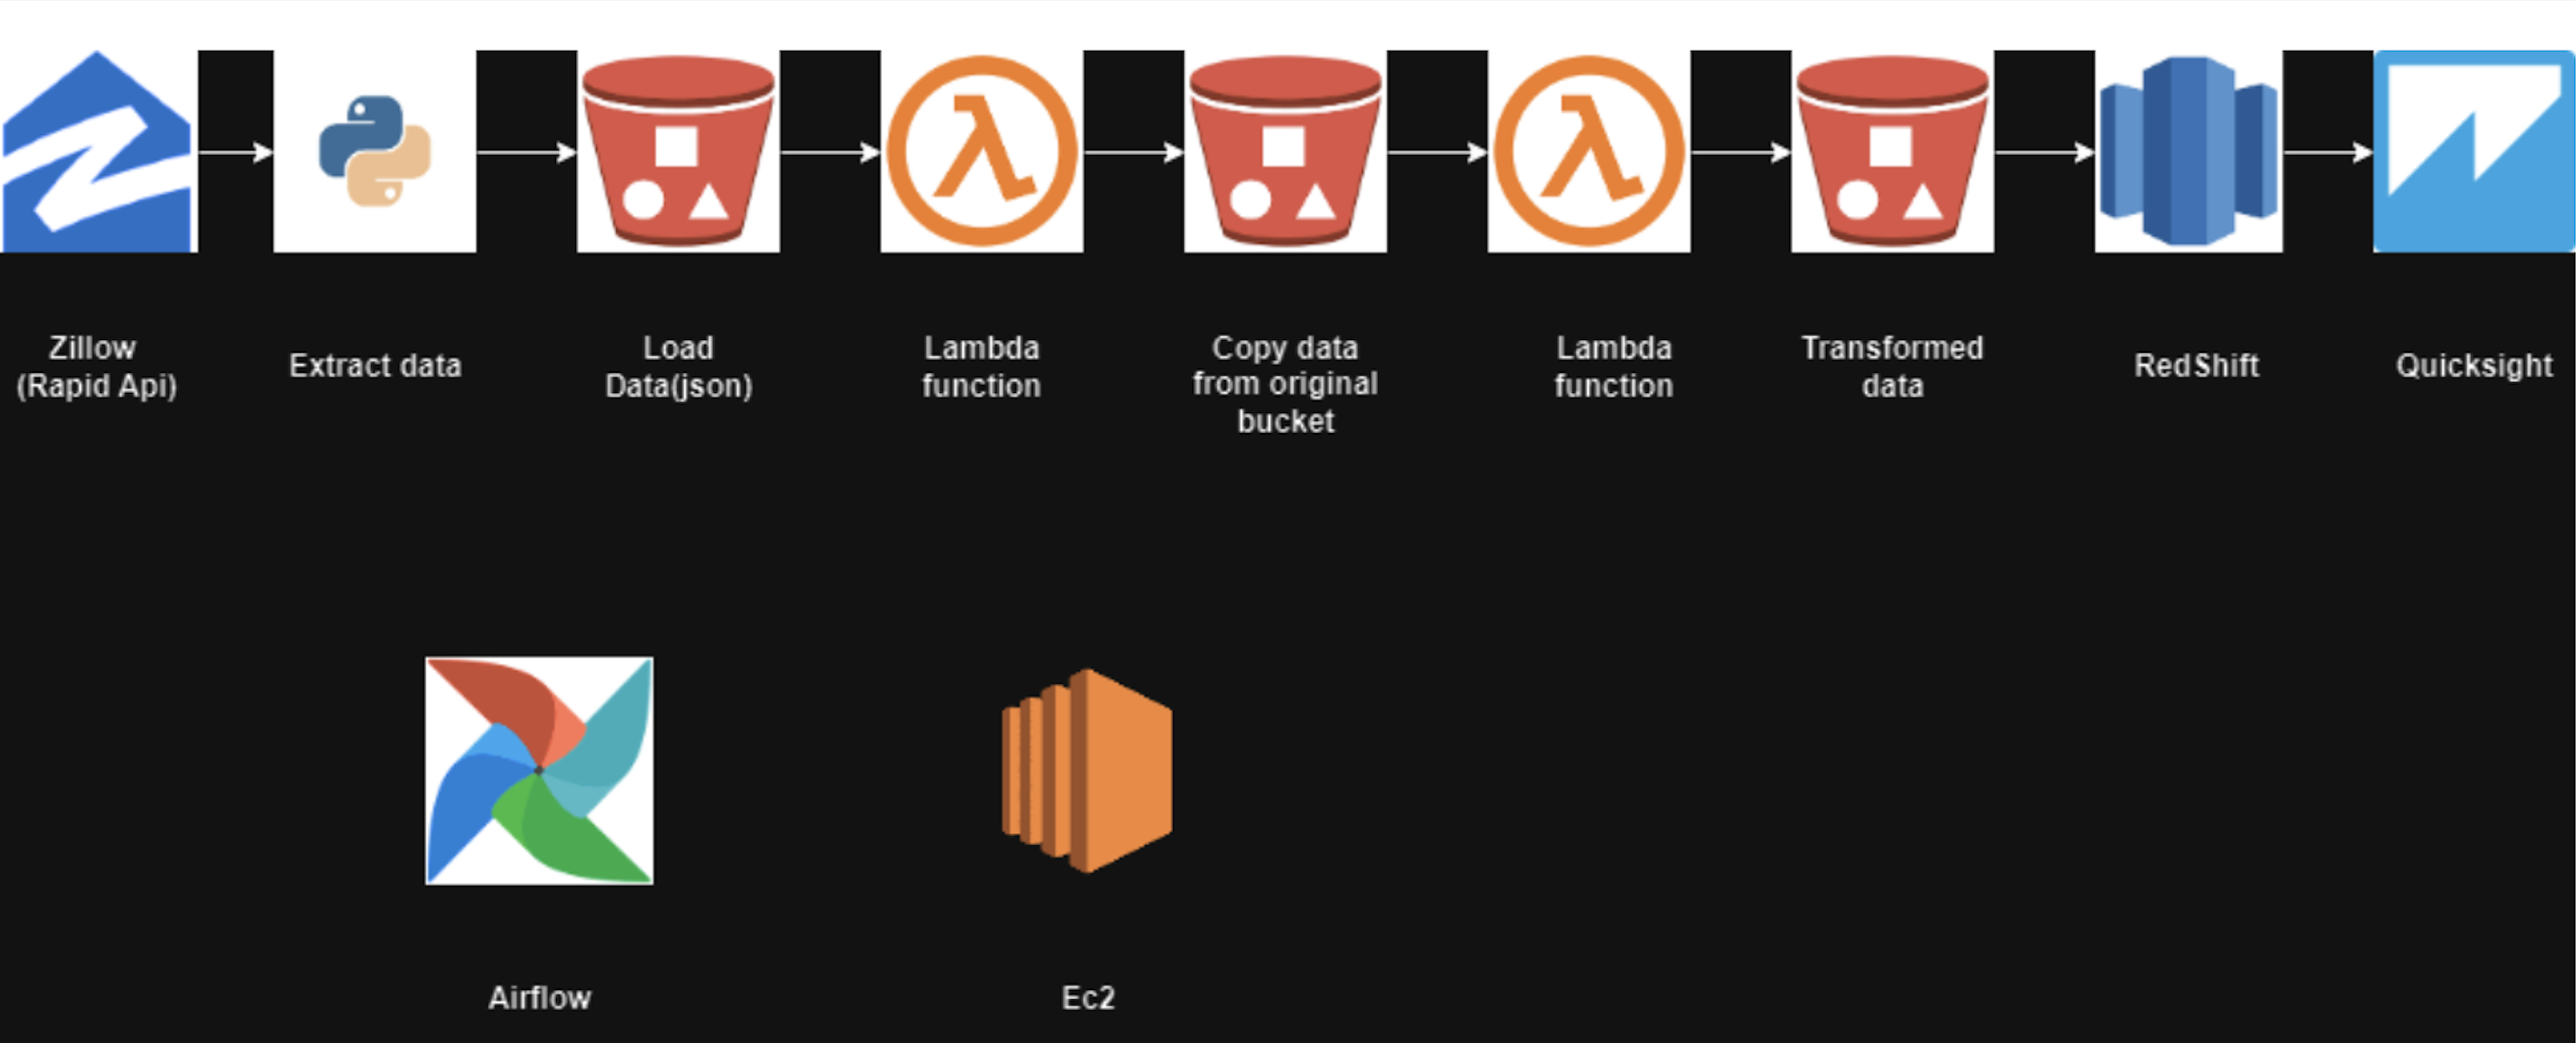 Zillow
(Rapid Api)
Extract data
Load
Data(json)
Lambda
function
Copy data
from original
bucket
Lambda
function
Transformed
data
RedShift
Quicksight
Airflow
Ec2